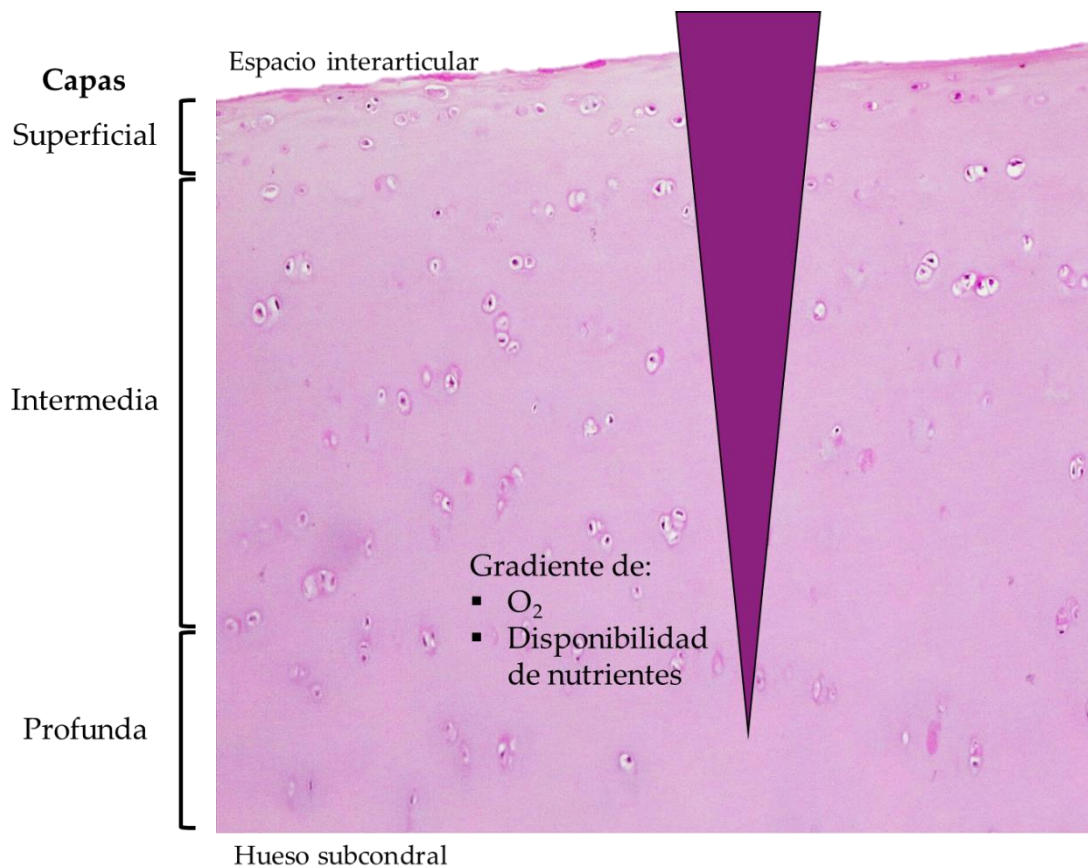 Espacio interarticular
Capas
Superficial
Intermedia
Gradiente de:
▪ O₂
▪ Disponibilidad
de nutrientes
Profunda
Hueso subcondral